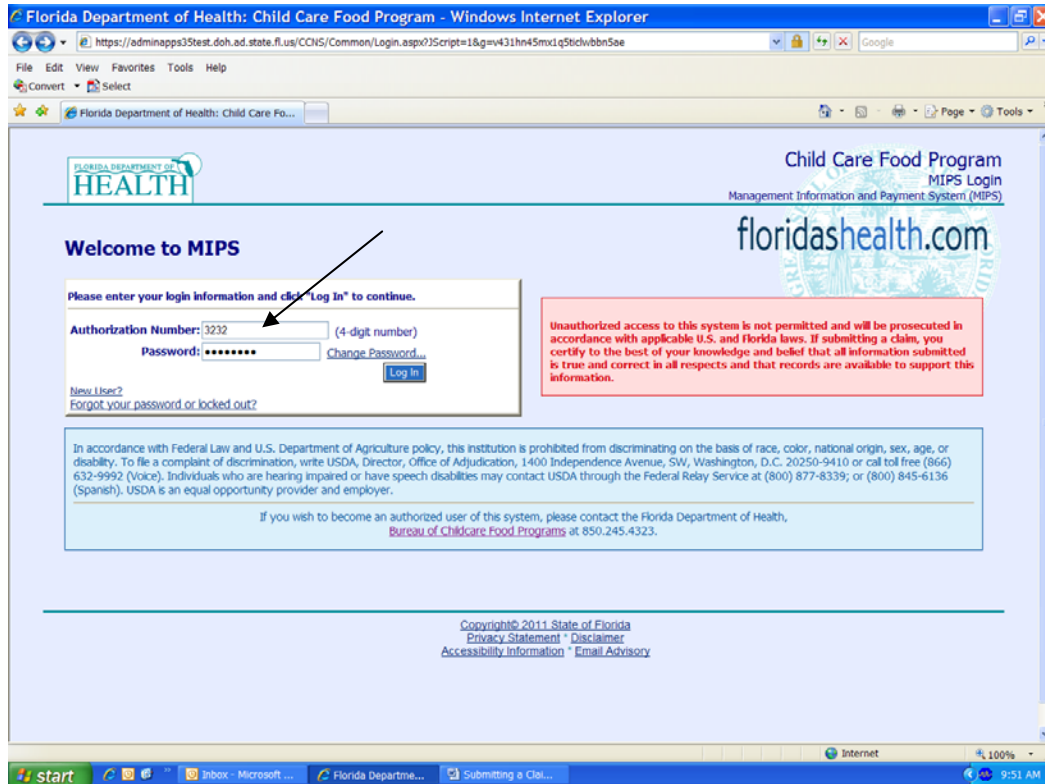 Florida Department of Health: Child Care Food Program - Windows Internet Explorer
https://adminapps35test.doh.ad.state.fl.us/CCNS/Common/Login.aspx?JScript=1&g=v431hn45mx1q5ticlwbbn5ae
Google
File Edit View Favorites Tools Help
Convert Select
Florida Department of Health: Child Care Fo...
Page Tools
FLORIDA DEPARTMENT OF
HEALTH
Child Care Food Program
MIPS Login
Management Information and Payment System (MIPS)
floridashealth.com
Welcome to MIPS
Please enter your login information and click "Log In" to continue.
Authorization Number: 3232 (4-digit number)
Password: •••••••• Change Password...
Log In
New User?
Forgot your password or locked out?
Unauthorized access to this system is not permitted and will be prosecuted in
accordance with applicable U.S. and Florida laws. If submitting a claim, you
certify to the best of your knowledge and belief that all information submitted
is true and correct in all respects and that records are available to support this
information.
In accordance with Federal Law and U.S. Department of Agriculture policy, this institution is prohibited from discriminating on the basis of race, color, national origin, sex, age, or
disability. To file a complaint of discrimination, write USDA, Director, Office of Adjudication, 1400 Independence Avenue, SW, Washington, D.C. 20250-9410 or call toll free (866)
632-9992 (Voice). Individuals who are hearing impaired or have speech disabilities may contact USDA through the Federal Relay Service at (800) 877-8339; or (800) 845-6136
(Spanish). USDA is an equal opportunity provider and employer.
If you wish to become an authorized user of this system, please contact the Florida Department of Health,
Bureau of Childcare Food Programs at 850.245.4323.
Copyright© 2011 State of Florida
Privacy Statement * Disclaimer
Accessibility Information * Email Advisory
Internet 100%
start Inbox - Microsoft ... Florida Departme... Submitting a Clai... 9:51 AM